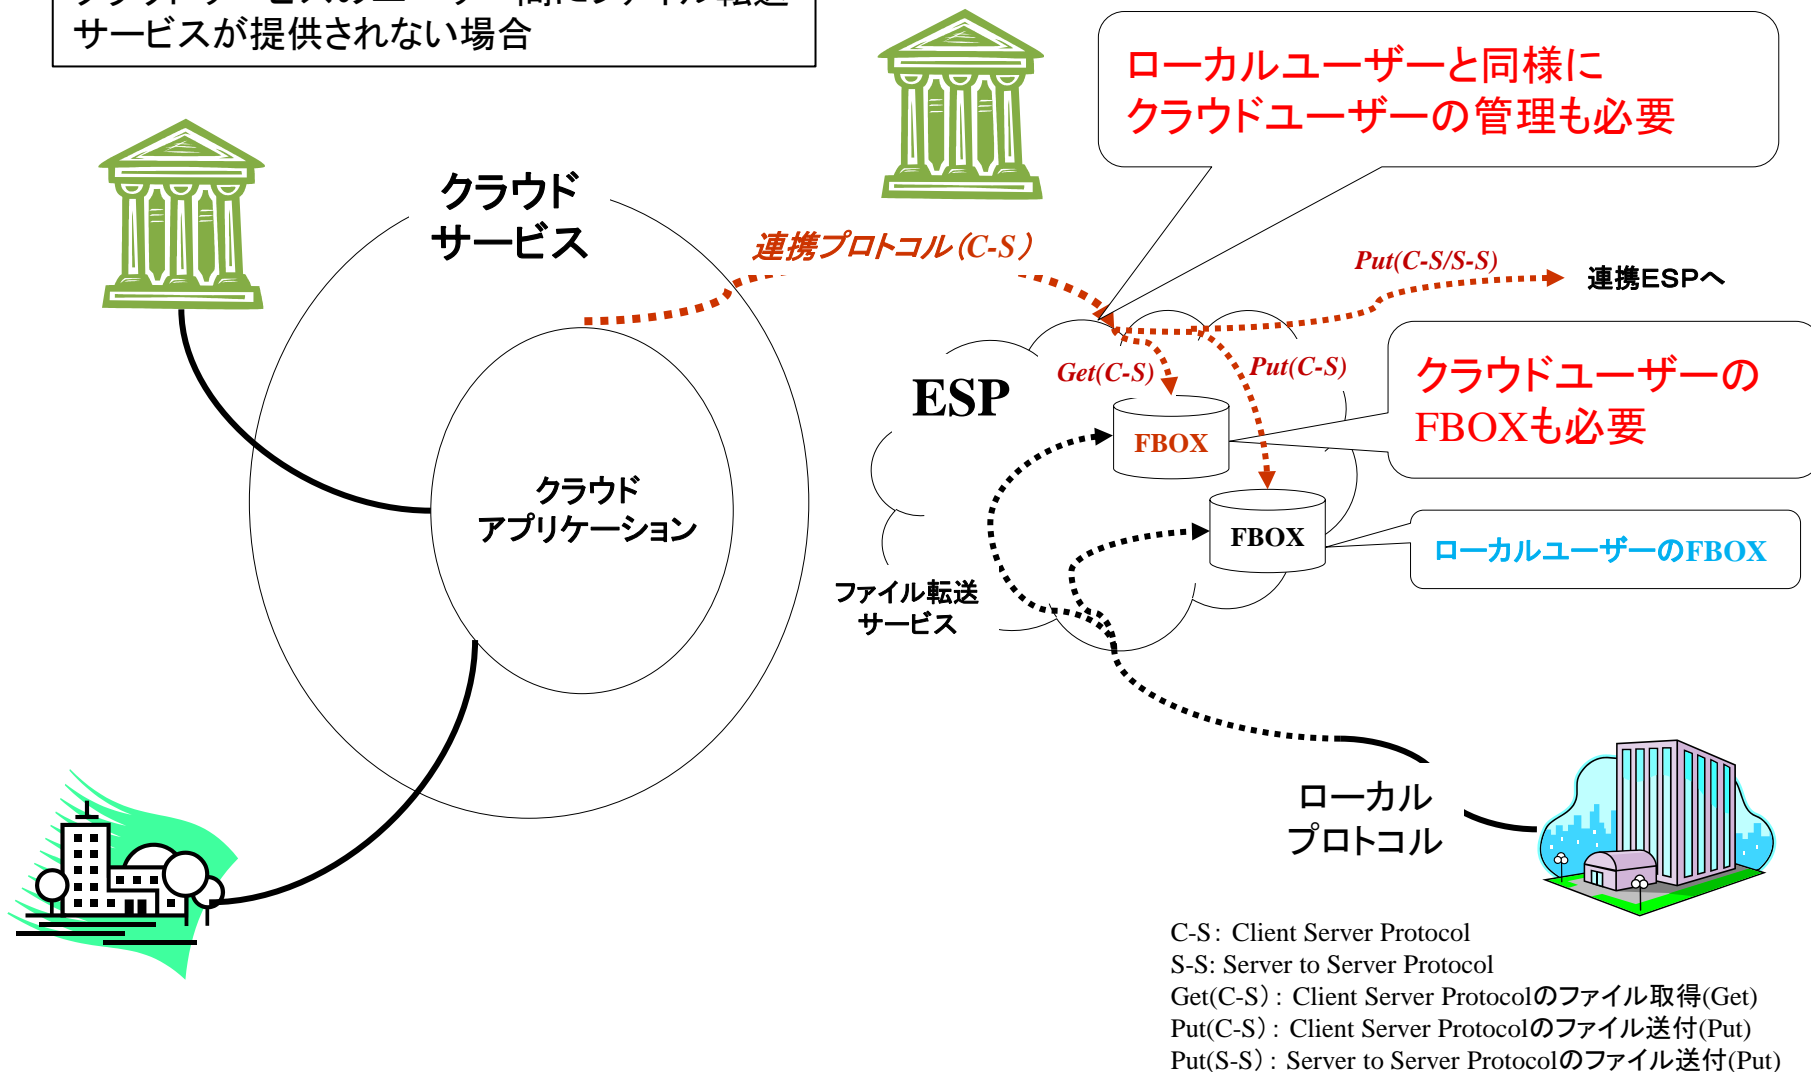 サービスが提供されない場合
ローカルユーザーと同様に
クラウドユーザーの管理も必要
クラウド
サービス
連携プロトコル（C-S）
Put(C-S/S-S)
連携ESPへ
Get(C-S)
Put(C-S)
ESP
クラウドユーザーの
FBOXも必要
FBOX
クラウド
アプリケーション
FBOX
ローカルユーザーのFBOX
ファイル転送
サービス
ローカル
プロトコル
C-S： Client Server Protocol
S-S: Server to Server Protocol
Get(C-S）: Client Server Protocolのファイル取得(Get)
Put(C-S）: Client Server Protocolのファイル送付(Put)
Put(S-S）: Server to Server Protocolのファイル送付(Put)